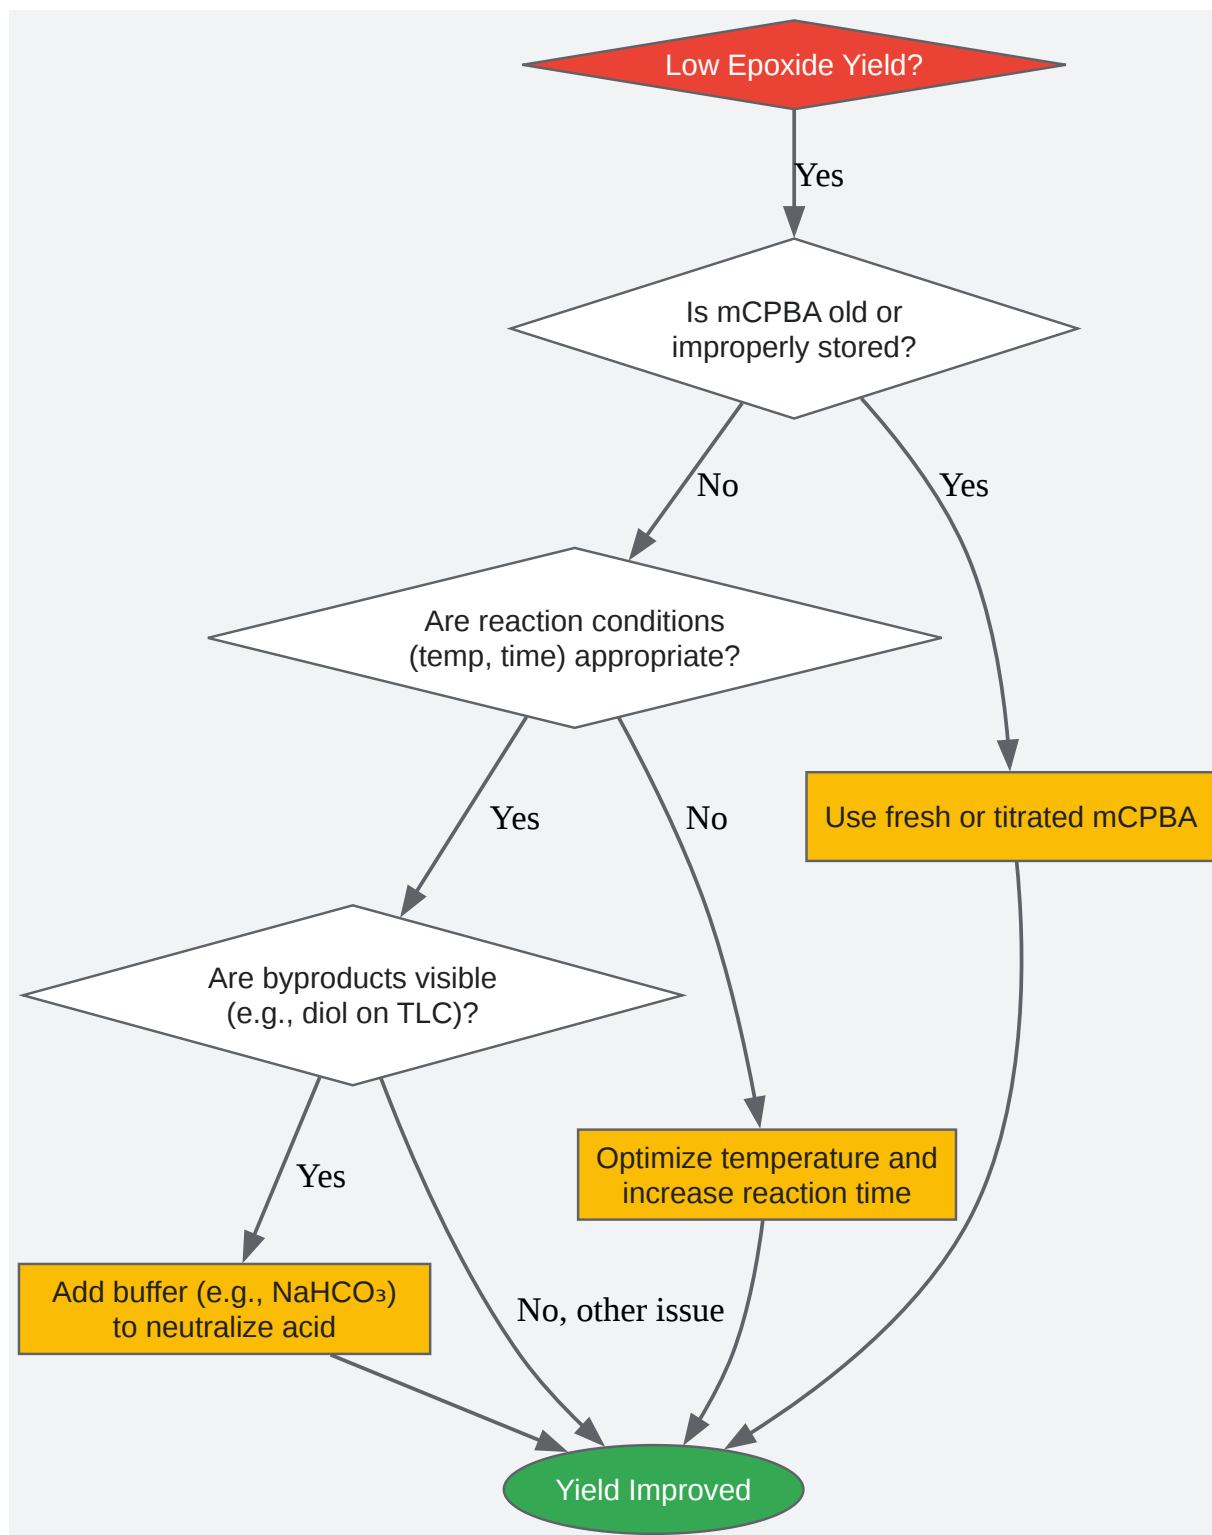 Low Epoxide Yield?
Yes
Is mCPBA old or
improperly stored?
No
Yes
Are reaction conditions
(temp, time) appropriate?
Yes
No
Use fresh or titrated mCPBA
Are byproducts visible
(e.g., diol on TLC)?
Yes
Optimize temperature and
increase reaction time
Add buffer (e.g., NaHCO₃)
to neutralize acid
No, other issue
Yield Improved